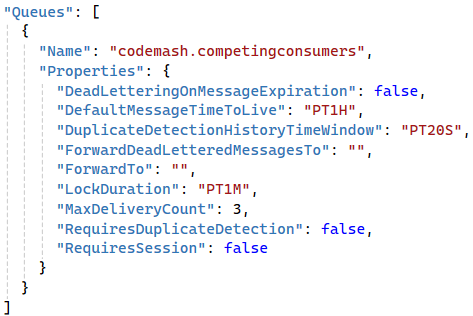 "Queues": [
{
"Name": "codemash.competingconsumers",
"Properties": {
"DeadLetteringOnMessageExpiration": false,
"DefaultMessageTimeToLive": "PT1H",
"DuplicateDetectionHistoryTimeWindow": "PT20S",
"ForwardDeadLetteredMessagesTo": "",
"ForwardTo": "",
"LockDuration": "PT1M",
"MaxDeliveryCount": 3,
"RequiresDuplicateDetection": false,
"RequiresSession": false
}
}
]